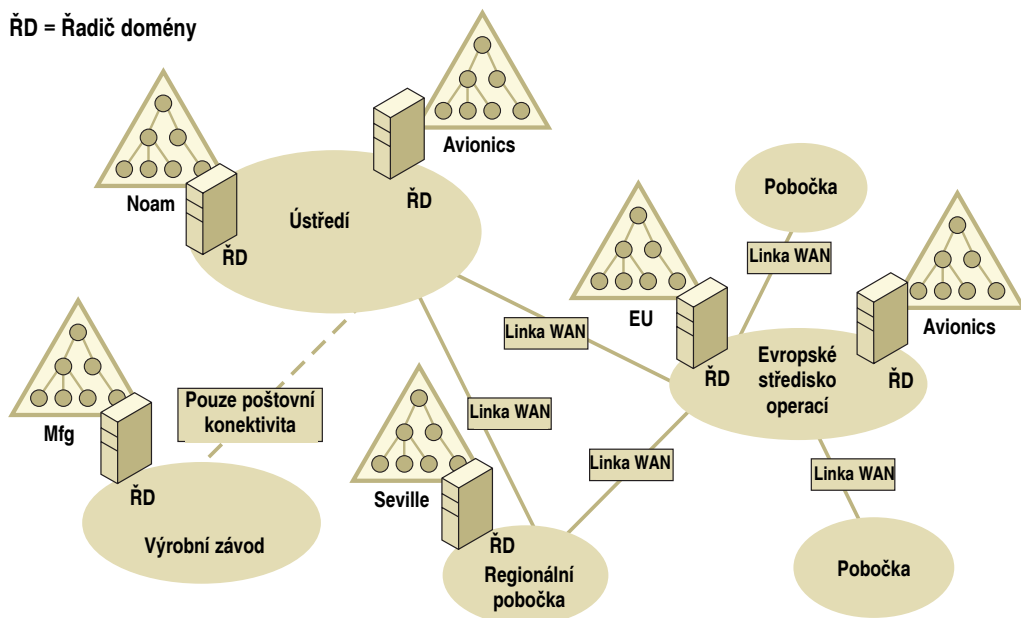 ŘD = Řadič domény
Avionics
Noam
ŘD
ŘD
Ústředí
Pobočka
Linka WAN
EU
Avionics
Linka WAN
Evropské
středisko
operací
ŘD
ŘD
Mfg
Pouze poštovní
konektivita
Linka WAN
Linka WAN
Linka WAN
ŘD
Seville
Výrobní závod
ŘD
Regionální
pobočka
Pobočka